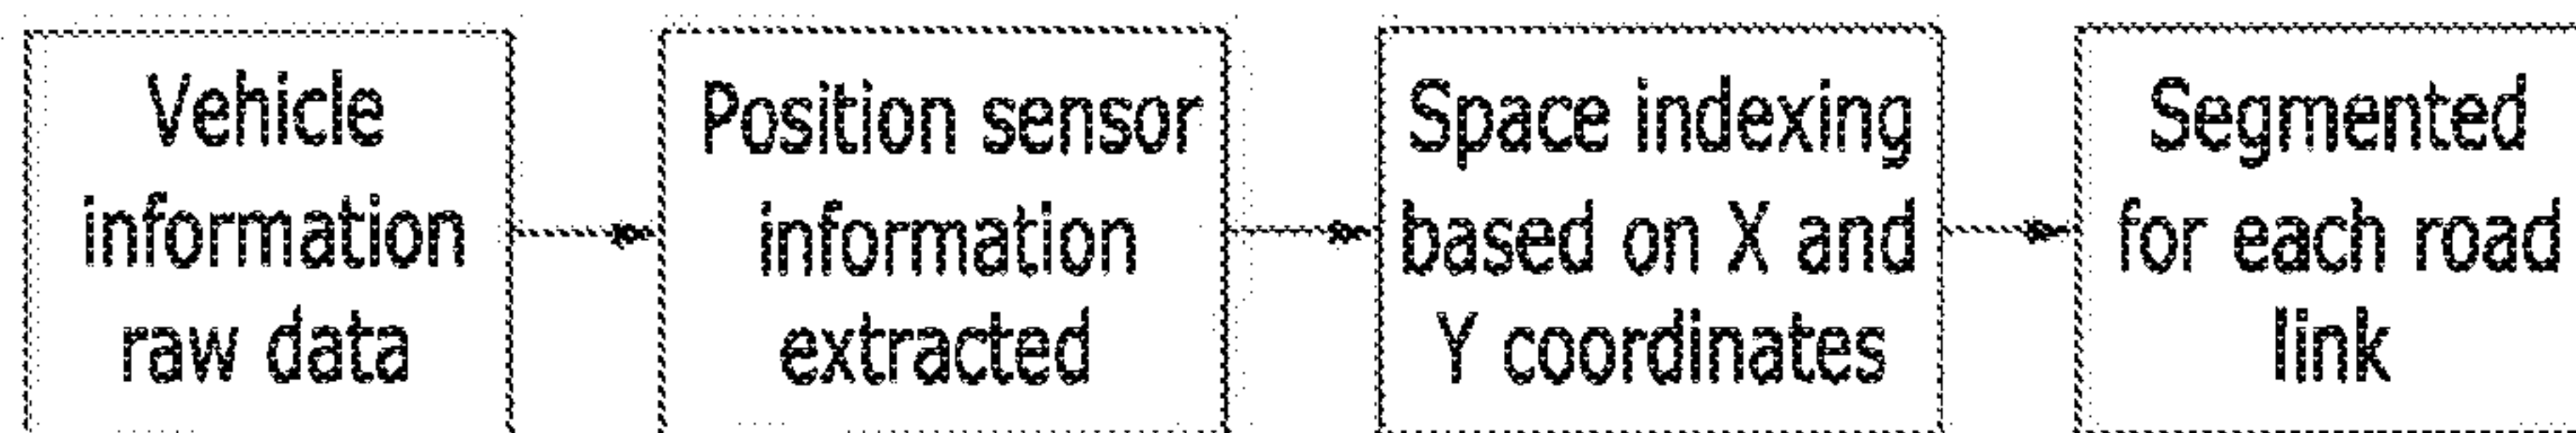 Vehicle
information
raw data
Position sensor
information
extracted
Space indexing
based on X and
Y coordinates
Segmented
for each road
link